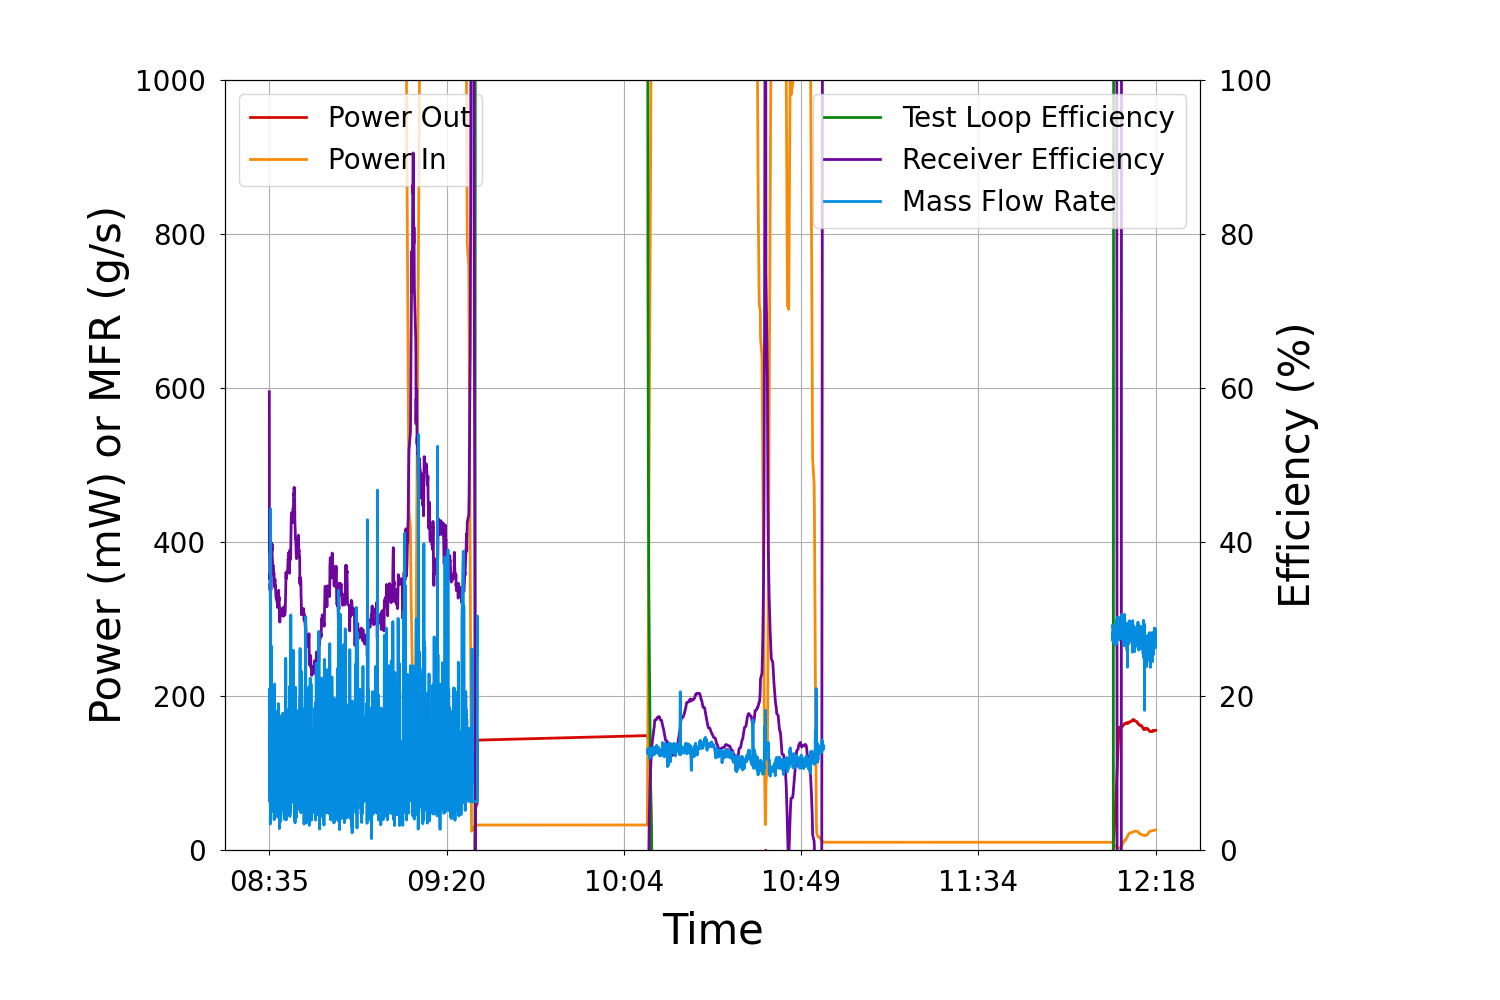 Power Out
Power In
Test Loop Efficiency
Receiver Efficiency
Mass Flow Rate
1000
800
600
400
200
0
100
80
60
40
20
0
Power (mW) or MFR (g/s)
Efficiency (%)
08:35 09:20 10:04 10:49 11:34 12:18
Time